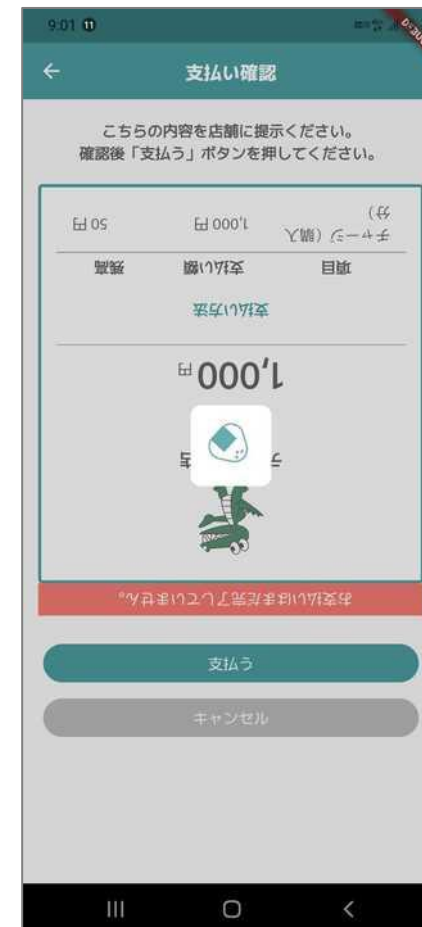 9:01
支払い確認
こちらの内容を店舗に提示ください。
確認後「支払う」ボタンを押してください。
お支払いはまだ完了していません。
1,000 円
支払い方法
項目 支払い額 残高
チャージ(購入分) 1,000 円 50 円
支払う
キャンセル